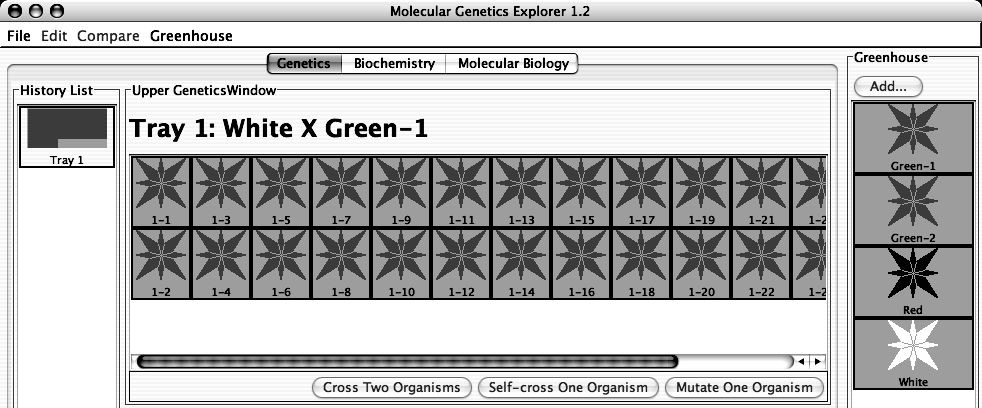 Molecular Genetics Explorer 1.2
File Edit Compare Greenhouse
Genetics Biochemistry Molecular Biology
History List
Tray 1
Upper GeneticsWindow
Tray 1: White X Green-1
1-1 1-3 1-5 1-7 1-9 1-11 1-13 1-15 1-17 1-19 1-21 1-2
1-2 1-4 1-6 1-8 1-10 1-12 1-14 1-16 1-18 1-20 1-22 1-2
Cross Two Organisms Self-cross One Organism Mutate One Organism
Greenhouse
Add...
Green-1
Green-2
Red
White